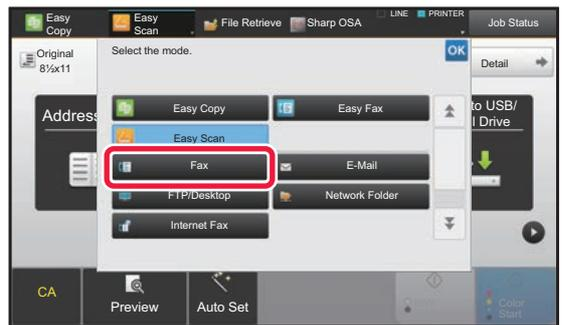 Easy
Copy
Easy
Scan
File Retrieve
Sharp OSA
LINE
PRINTER
Job Status
Original
8½x11
Select the mode.
OK
Detail
Address
to USB/
l Drive
Easy Copy
Easy Fax
Easy Scan
Fax
E-Mail
FTP/Desktop
Network Folder
Internet Fax
CA
Preview
Auto Set
Color
Start